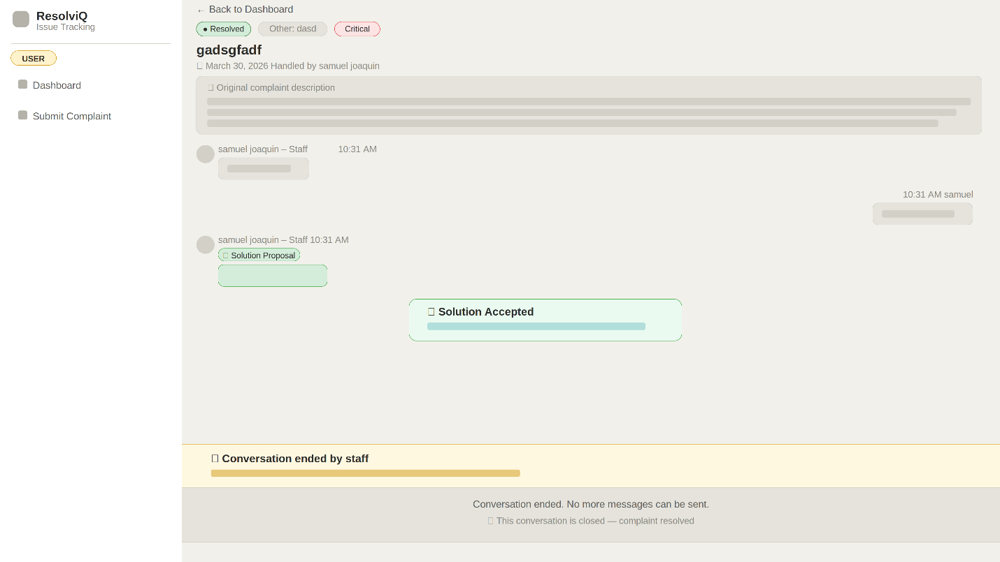 ResolviQ
Issue Tracking
USER
Dashboard
Submit Complaint
← Back to Dashboard
● Resolved
Other: dasd
Critical
gadsgfadf
March 30, 2026 Handled by samuel joaquin
Original complaint description
samuel joaquin – Staff 10:31 AM
10:31 AM samuel
samuel joaquin – Staff 10:31 AM
Solution Proposal
Solution Accepted
Conversation ended by staff
Conversation ended. No more messages can be sent.
This conversation is closed — complaint resolved